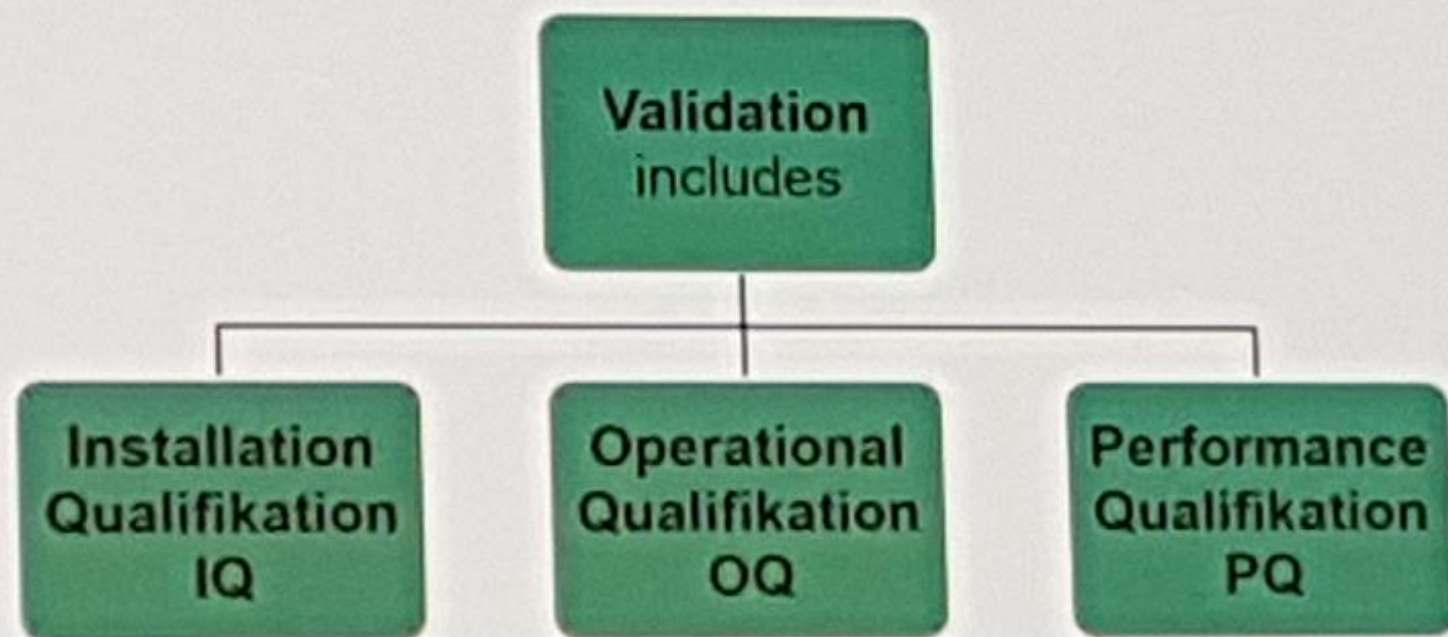 Validation
includes
Installation
Qualifikation
IQ
Operational
Qualifikation
OQ
Performance
Qualifikation
PQ